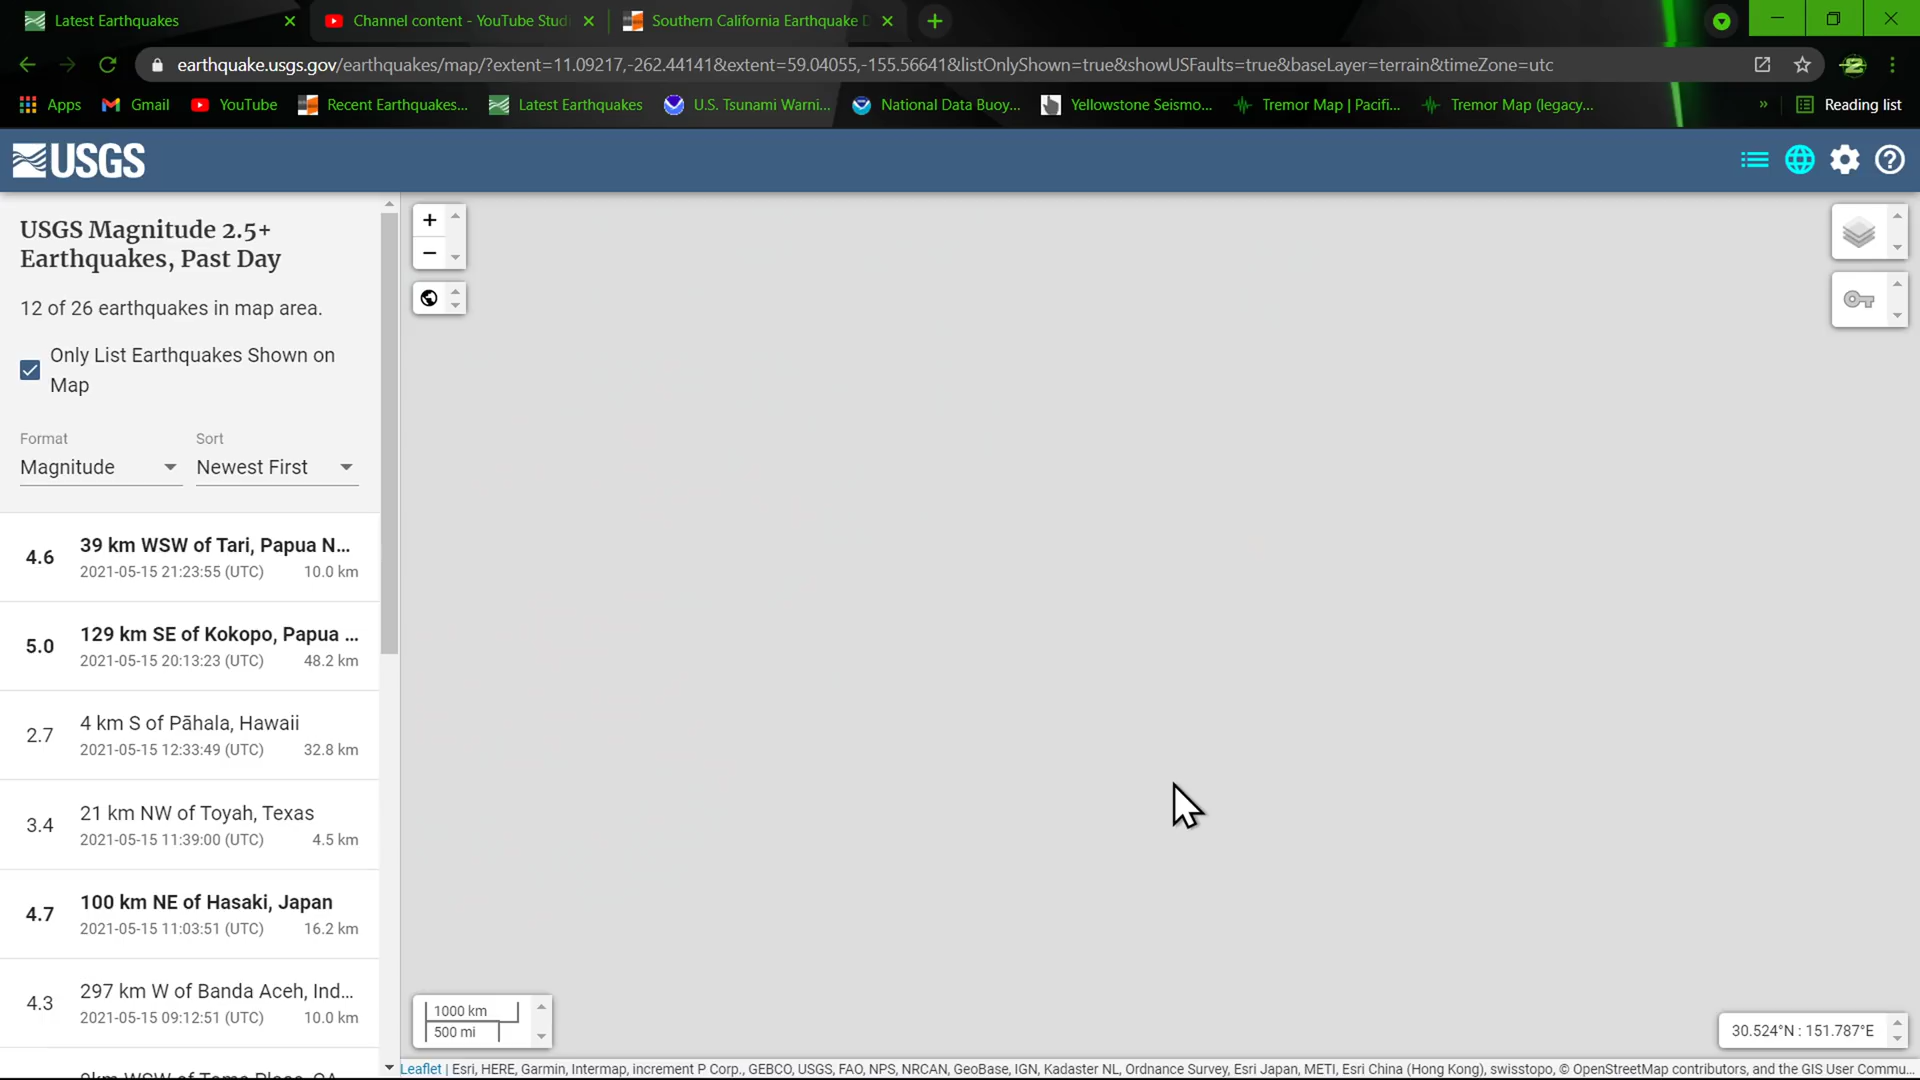 Latest Earthquakes
Channel content - YouTube Stud
Southern California Earthquake D
earthquake.usgs.gov/earthquakes/map/?extent=11.09217,-262.44141&extent=59.04055,-155.56641&listOnlyShown=true&showUSFaults=true&baseLayer=terrain&timeZone=utc
Apps
Gmail
YouTube
Recent Earthquakes...
Latest Earthquakes
U.S. Tsunami Warni...
National Data Buoy...
Yellowstone Seismo...
Tremor Map | Pacifi...
Tremor Map (legacy,...
»
Reading list
USGS
USGS Magnitude 2.5+
Earthquakes, Past Day
12 of 26 earthquakes in map area.
Only List Earthquakes Shown on
Map
Format
Sort
Magnitude
Newest First
4.6
39 km WSW of Tari, Papua N...
2021-05-15 21:23:55 (UTC) 10.0 km
5.0
129 km SE of Kokopo, Papua ...
2021-05-15 20:13:23 (UTC) 48.2 km
2.7
4 km S of Pāhala, Hawaii
2021-05-15 12:33:49 (UTC) 32.8 km
3.4
21 km NW of Toyah, Texas
2021-05-15 11:39:00 (UTC) 4.5 km
4.7
100 km NE of Hasaki, Japan
2021-05-15 11:03:51 (UTC) 16.2 km
4.3
297 km W of Banda Aceh, Ind...
2021-05-15 09:12:51 (UTC) 10.0 km
+
−
1000 km
500 mi
30.524°N : 151.787°E
Leaflet | Esri, HERE, Garmin, Intermap, increment P Corp., GEBCO, USGS, FAO, NPS, NRCAN, GeoBase, IGN, Kadaster NL, Ordnance Survey, Esri Japan, METI, Esri China (Hong Kong), swisstopo, © OpenStreetMap contributors, and the GIS User Commu...